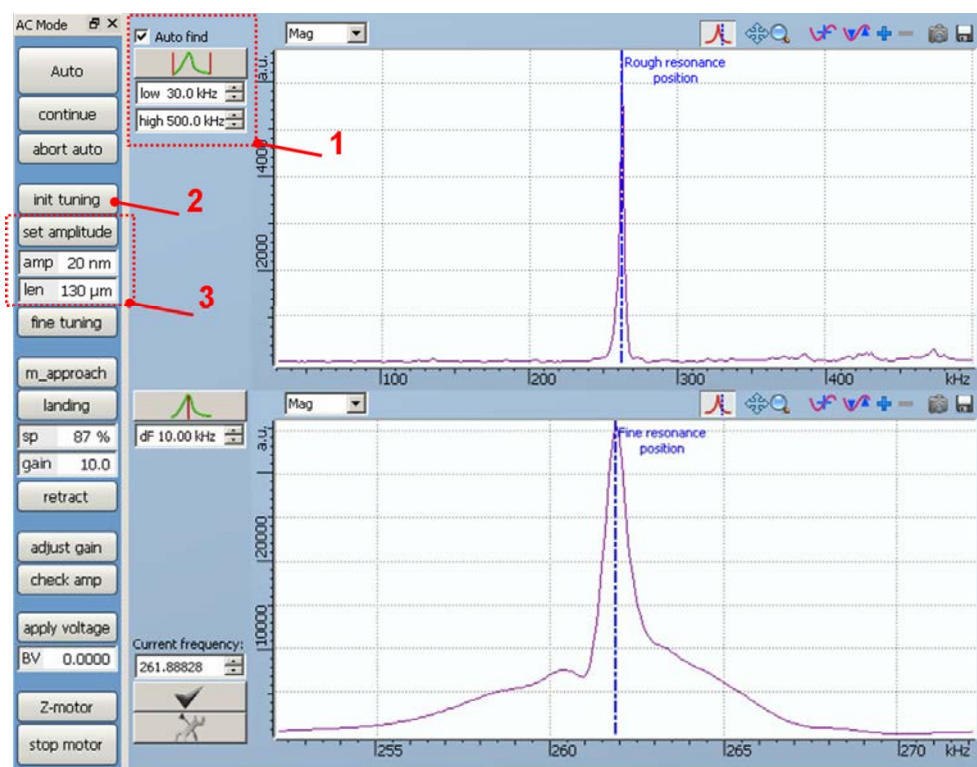 AC Mode
Auto
continue
abort auto
init tuning
set amplitude
amp 20 nm
len 130 µm
fine tuning
m_approach
landing
sp 87 %
gain 10.0
retract
adjust gain
check amp
apply voltage
BV 0.0000
Z-motor
stop motor
Auto find
low 30.0 kHz
high 500.0 kHz
1
2
3
Mag
a.u.
4000
2000
Rough resonance
position
100 200 300 400 kHz
dF 10.00 kHz
Current frequency:
261.88828
Mag
a.u.
20000
10000
Fine resonance
position
255 260 265 270 kHz